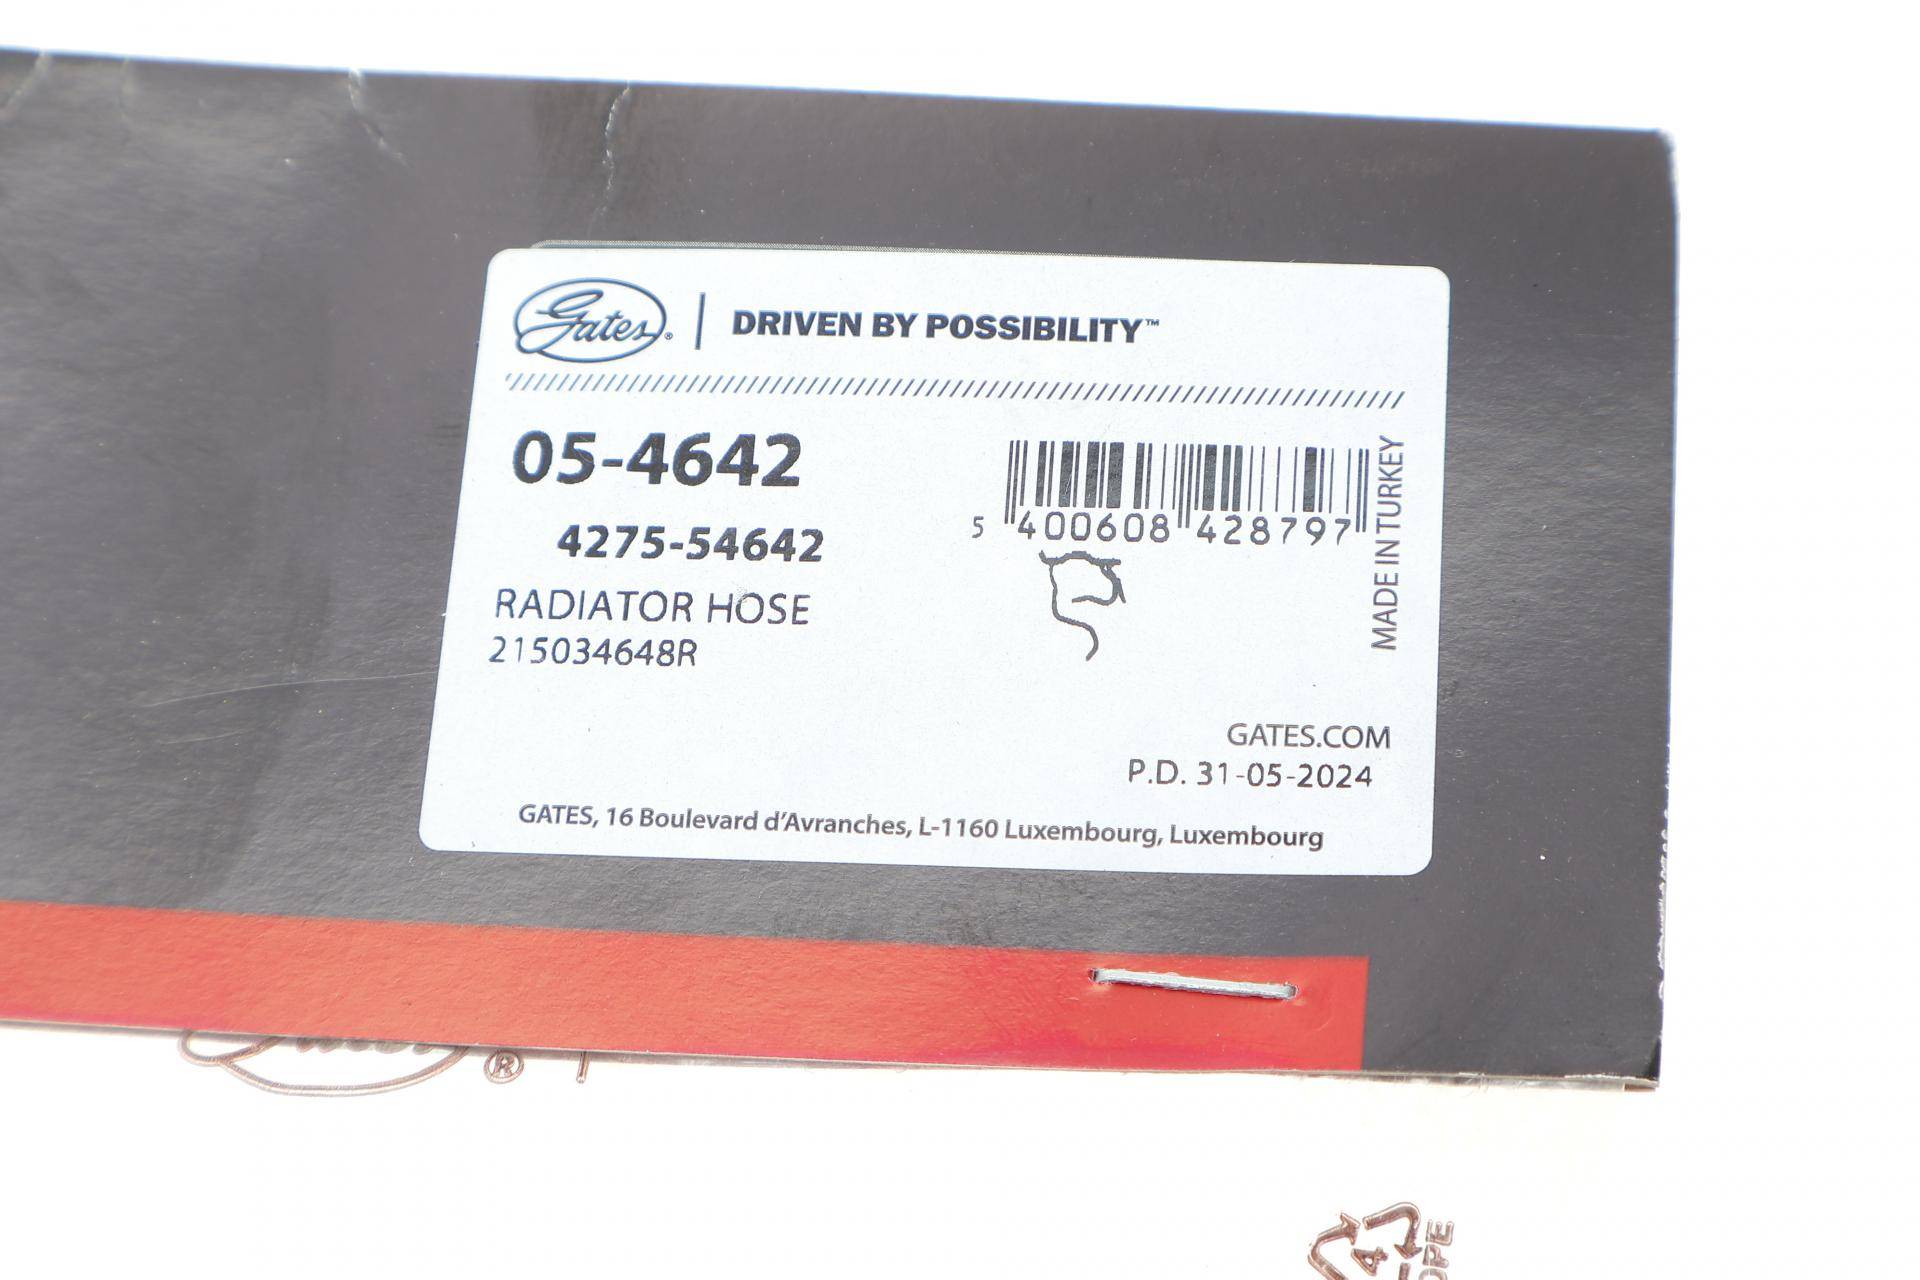 Gates® | DRIVEN BY POSSIBILITY™
05-4642
4275-54642
RADIATOR HOSE
215034648R
5 400608 428797
MADE IN TURKEY
GATES.COM
P.D. 31-05-2024
GATES, 16 Boulevard d'Avranches, L-1160 Luxembourg, Luxembourg
®
4